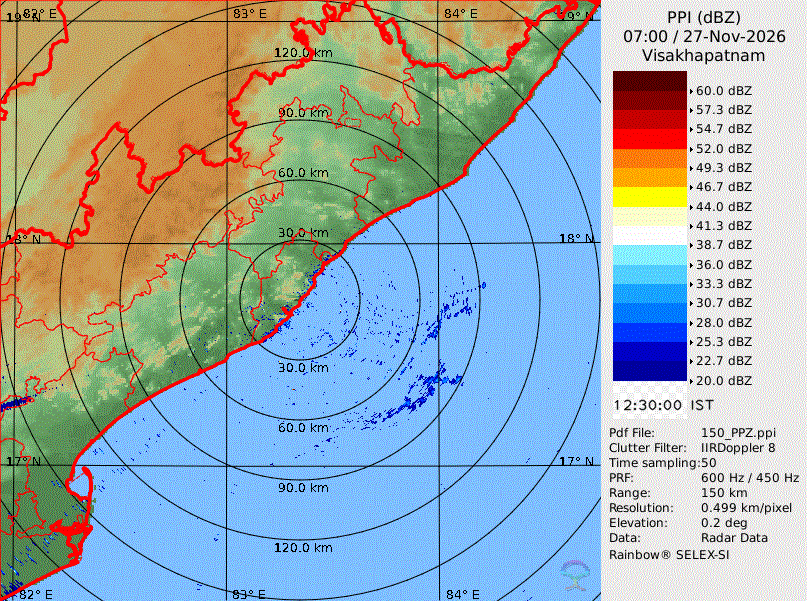 82° E
83° E
84° E
19° N
19° N
120.0 km
90.0 km
60.0 km
30.0 km
18° N
18° N
30.0 km
60.0 km
17° N
17° N
90.0 km
120.0 km
82° E
83° E
84° E
PPI (dBZ)
07:00 / 27-Nov-2026
Visakhapatnam
60.0 dBZ
57.3 dBZ
54.7 dBZ
52.0 dBZ
49.3 dBZ
46.7 dBZ
44.0 dBZ
41.3 dBZ
38.7 dBZ
36.0 dBZ
33.3 dBZ
30.7 dBZ
28.0 dBZ
25.3 dBZ
22.7 dBZ
20.0 dBZ
12:30:00 IST
Pdf File: 150_PPZ.ppi
Clutter Filter: IIRDoppler 8
Time sampling:50
PRF: 600 Hz / 450 Hz
Range: 150 km
Resolution: 0.499 km/pixel
Elevation: 0.2 deg
Data: Radar Data
Rainbow® SELEX-SI